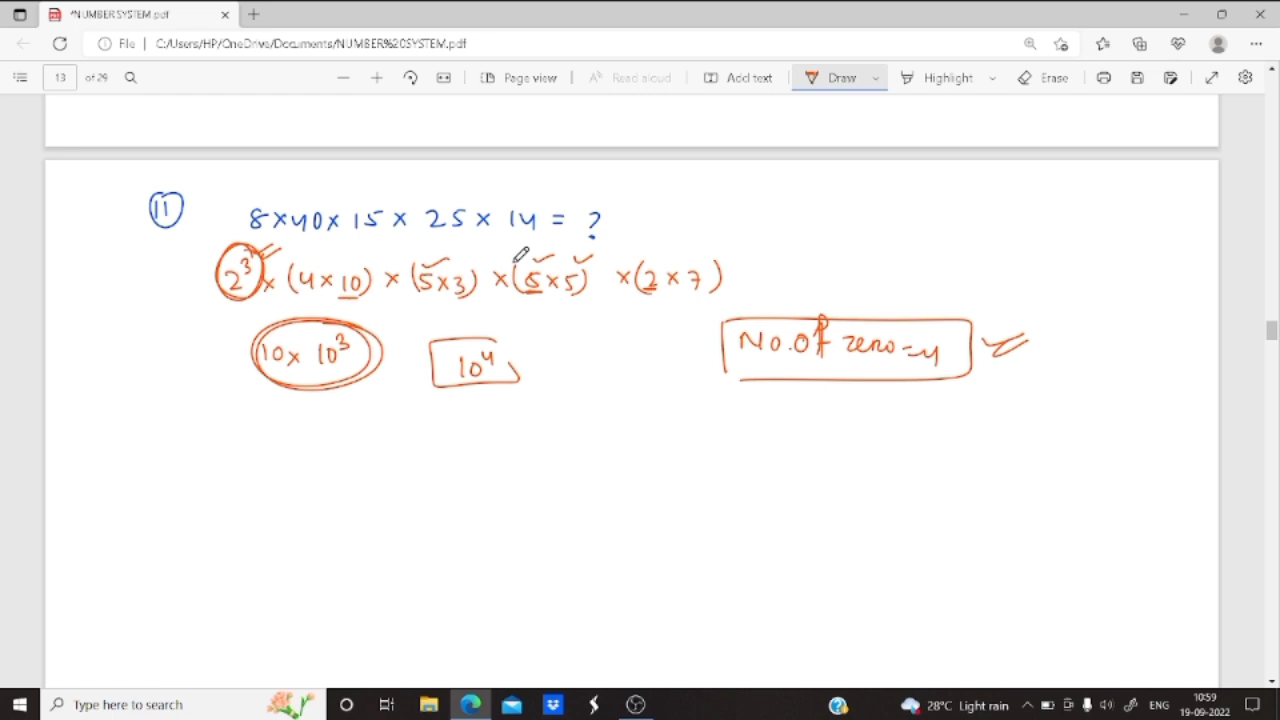 *NUMBER SYSTEM.pdf
File | C:/Users/HP/OneDrive/Documents/NUMBER%20SYSTEM.pdf
13 of 29 Page view Read aloud Add text Draw Highlight Erase
11 8×40×15×25×14 = ?
2³ × (4×10) × (5×3) × (5×5) × (2×7)
10×10³ 10⁴ No. Of zero = 4
Type here to search 28°C Light rain ENG 10:59
19-09-2022